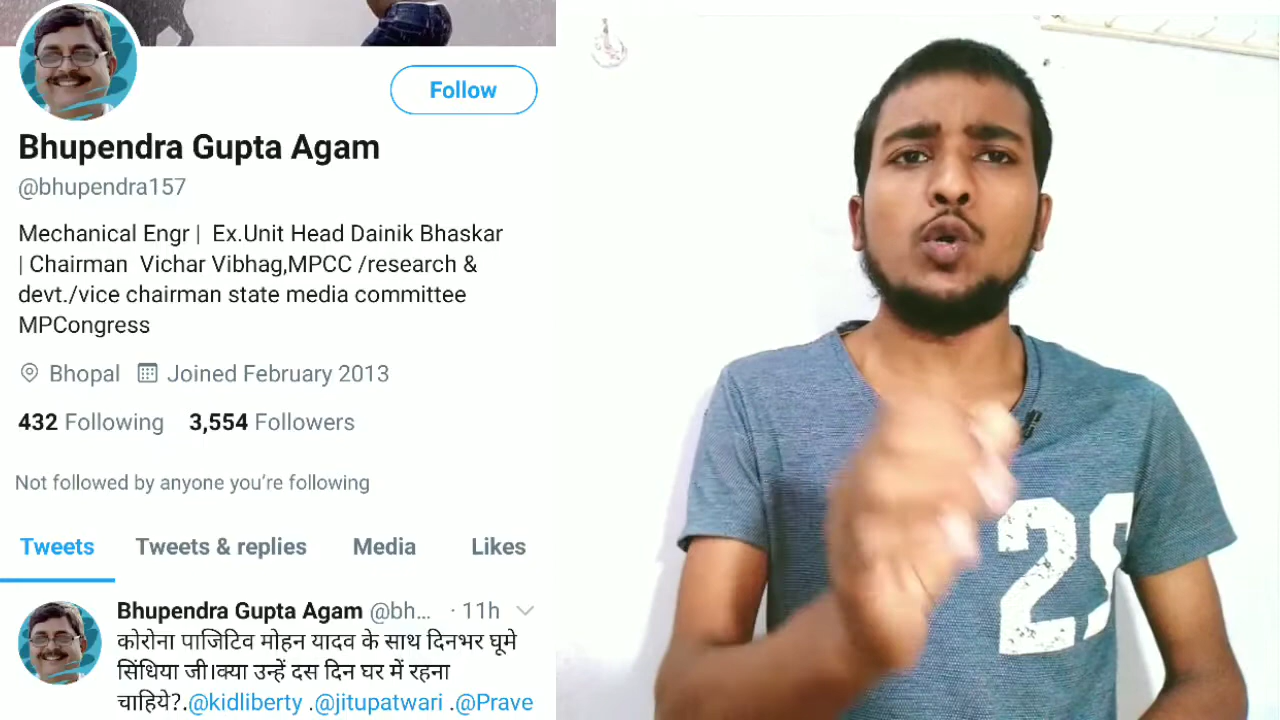 Follow
Bhupendra Gupta Agam
@bhupendra157
Mechanical Engr | Ex.Unit Head Dainik Bhaskar
| Chairman Vichar Vibhag,MPCC /research &
devt./vice chairman state media committee
MPCongress
Bhopal Joined February 2013
432 Following 3,554 Followers
Not followed by anyone you're following
Tweets Tweets & replies Media Likes
Bhupendra Gupta Agam @bh... · 11h
कोरोना पाजिटिव मोहन यादव के साथ दिनभर घूमे
सिंधिया जी।क्या उन्हें दस दिन घर में रहना
चाहिये?.@kidliberty .@jitupatwari .@Prave